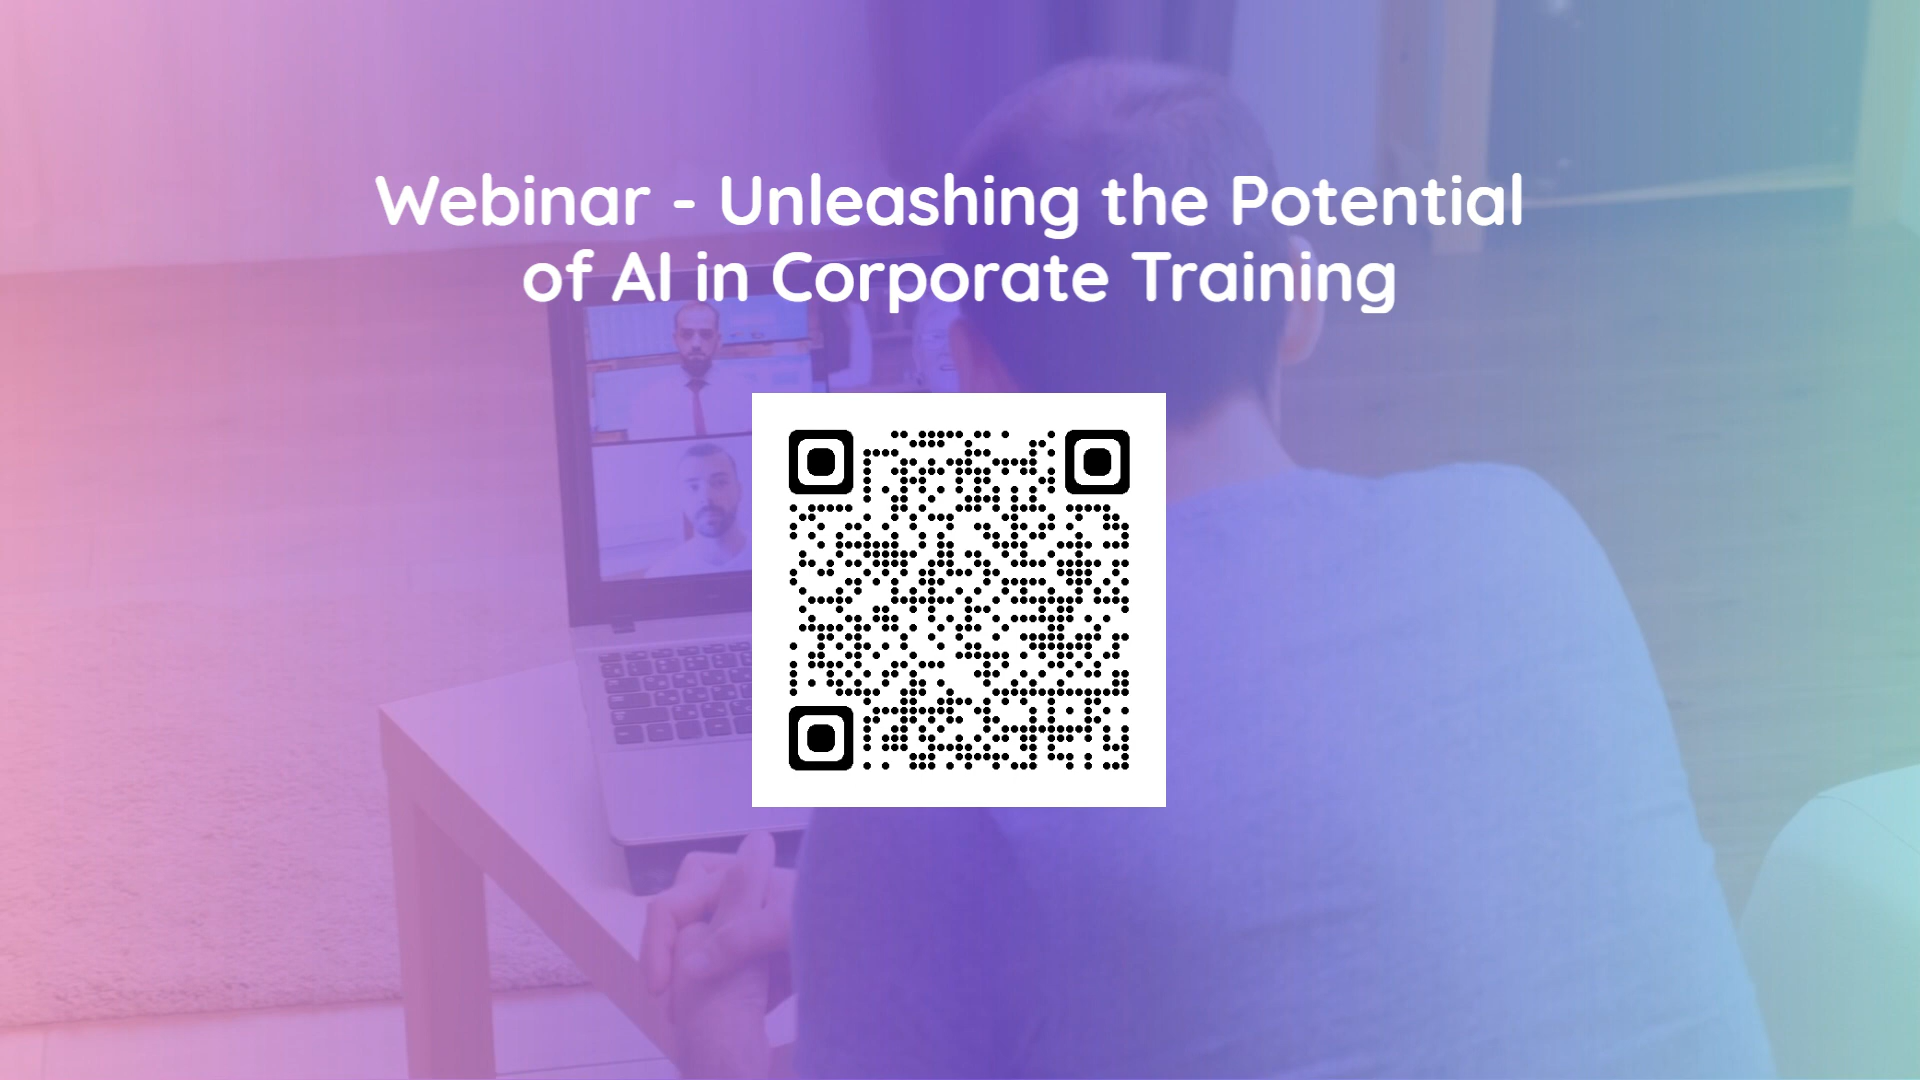 Webinar - Unleashing the Potential
of AI in Corporate Training